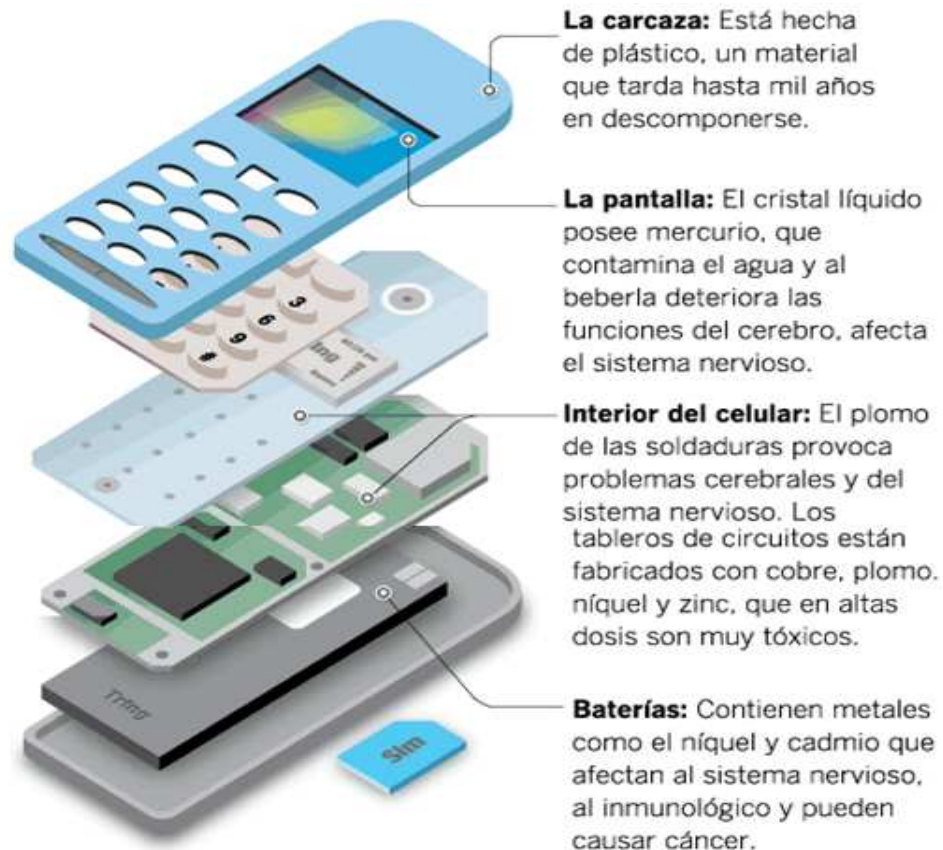 La carcaza: Está hecha
de plástico, un material
que tarda hasta mil años
en descomponerse.
La pantalla: El cristal líquido
posee mercurio, que
contamina el agua y al
beberla deteriora las
funciones del cerebro, afecta
el sistema nervioso.
Interior del celular: El plomo
de las soldaduras provoca
problemas cerebrales y del
sistema nervioso. Los
tableros de circuitos están
fabricados con cobre, plomo.
níquel y zinc, que en altas
dosis son muy tóxicos.
Baterías: Contienen metales
como el níquel y cadmio que
afectan al sistema nervioso,
al inmunológico y pueden
causar cáncer.
3
6
9
#
Tring
Sim